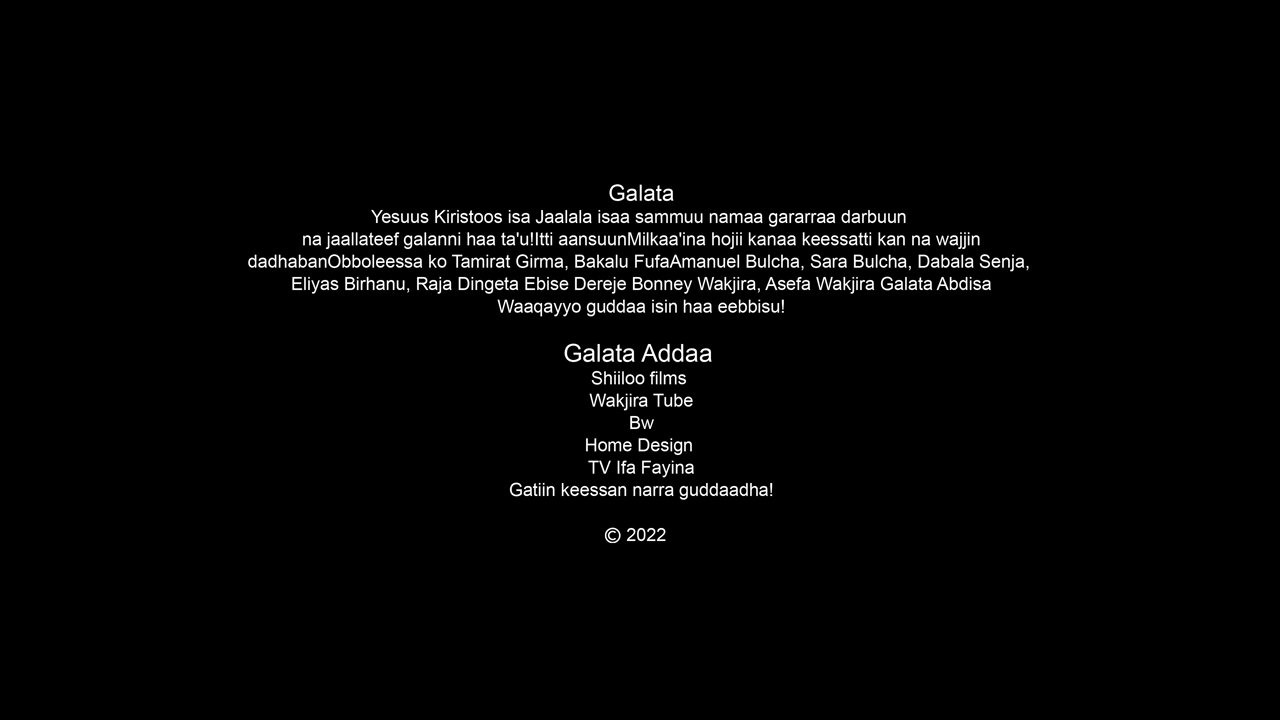 Galata
Yesuus Kiristoos isa Jaalala isaa sammuu namaa gararraa darbuun
na jaallateef galanni haa ta'u!Itti aansuunMilkaa'ina hojii kanaa keessatti kan na wajjin
dadhabanObboleessa ko Tamirat Girma, Bakalu FufaAmanuel Bulcha, Sara Bulcha, Dabala Senja,
Eliyas Birhanu, Raja Dingeta Ebise Dereje Bonney Wakjira, Asefa Wakjira Galata Abdisa
Waaqayyo guddaa isin haa eebbisu!
Galata Addaa
Shiiloo films
Wakjira Tube
Bw
Home Design
TV Ifa Fayina
Gatiin keessan narra guddaadha!
© 2022